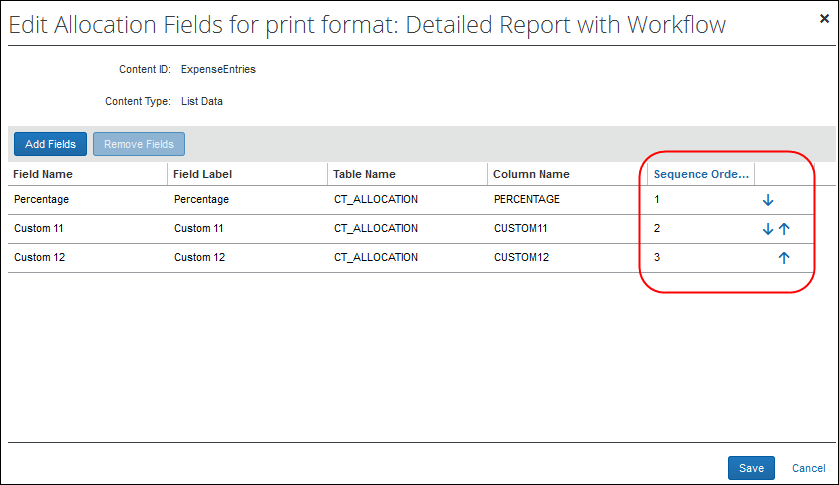 Edit Allocation Fields for print format: Detailed Report with Workflow
Content ID: ExpenseEntries
Content Type: List Data
Add Fields Remove Fields
Field Name Field Label Table Name Column Name Sequence Orde...
Percentage Percentage CT_ALLOCATION PERCENTAGE 1
Custom 11 Custom 11 CT_ALLOCATION CUSTOM11 2
Custom 12 Custom 12 CT_ALLOCATION CUSTOM12 3
Save Cancel